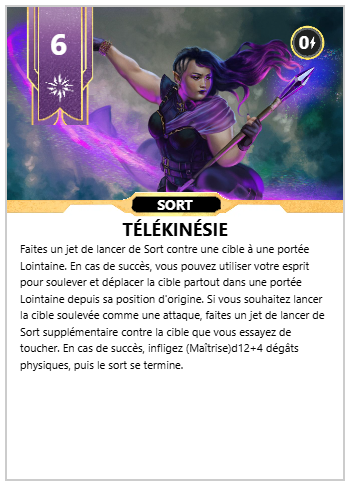 6
0
SORT
TÉLÉKINÉSIE
Faites un jet de lancer de Sort contre une cible à une portée
Lointaine. En cas de succès, vous pouvez utiliser votre esprit
pour soulever et déplacer la cible partout dans une portée
Lointaine depuis sa position d'origine. Si vous souhaitez lancer
la cible soulevée comme une attaque, faites un jet de lancer de
Sort supplémentaire contre la cible que vous essayez de
toucher. En cas de succès, infligez (Maîtrise)d12+4 dégâts
physiques, puis le sort se termine.